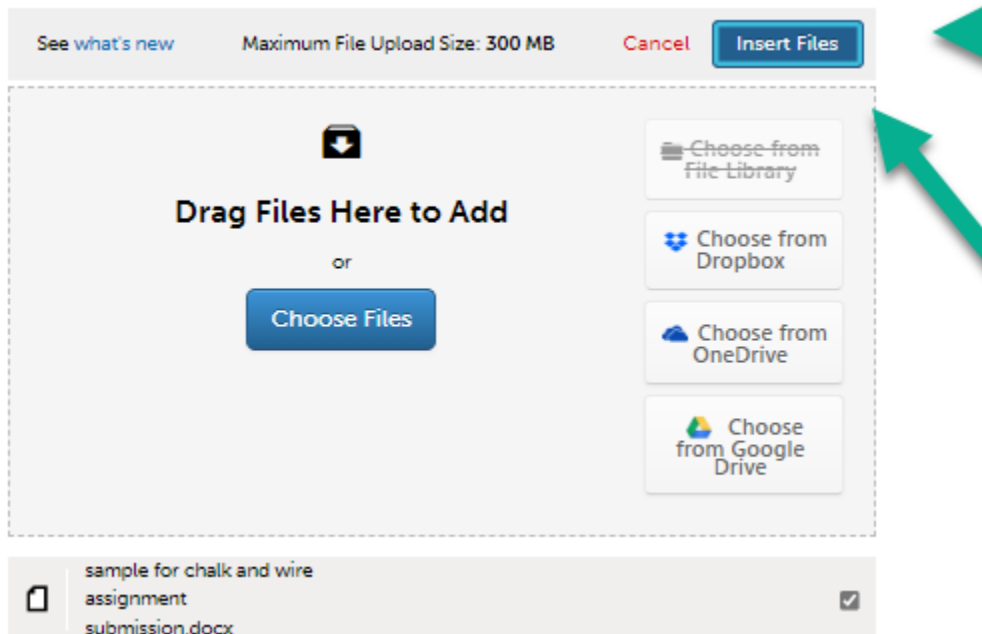 See what's new Maximum File Upload Size: 300 MB Cancel Insert Files
Drag Files Here to Add
or
Choose Files
Choose from
File Library
Choose from
Dropbox
Choose from
OneDrive
Choose
from Google
Drive
sample for chalk and wire
assignment
submission.docx